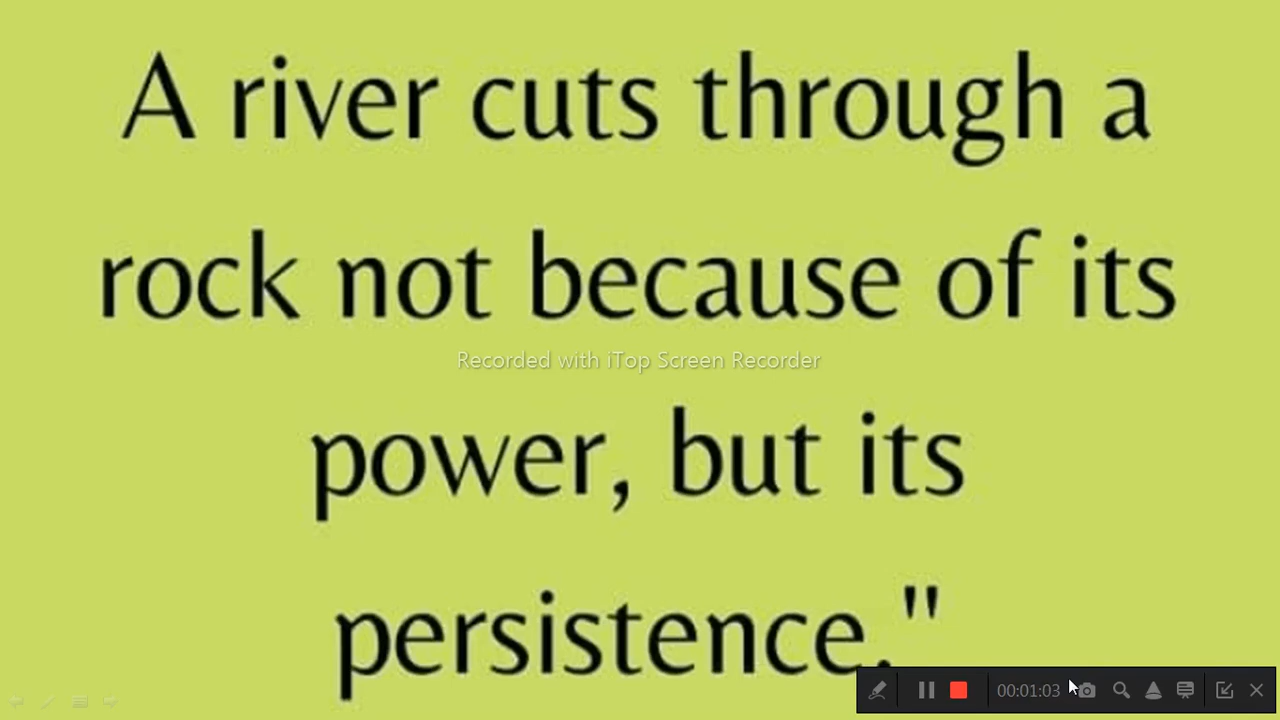 A river cuts through a
rock not because of its
Recorded with iTop Screen Recorder
power, but its
persistence."
00:01:03